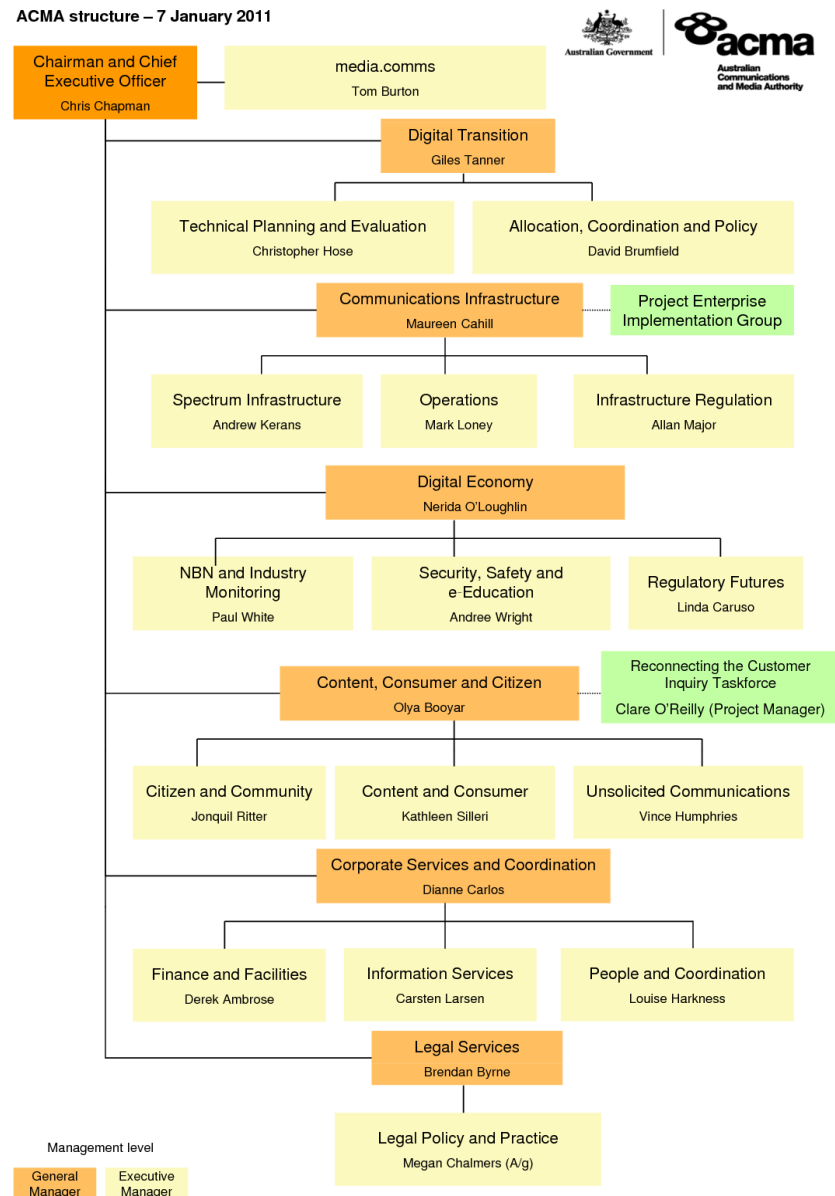 ACMA structure – 7 January 2011
Australian Government
acma
Australian
Communications
and Media Authority
Chairman and Chief
Executive Officer
Chris Chapman
media.comms
Tom Burton
Digital Transition
Giles Tanner
Technical Planning and Evaluation
Christopher Hose
Allocation, Coordination and Policy
David Brumfield
Communications Infrastructure
Maureen Cahill
Project Enterprise
Implementation Group
Spectrum Infrastructure
Andrew Kerans
Operations
Mark Loney
Infrastructure Regulation
Allan Major
Digital Economy
Nerida O'Loughlin
NBN and Industry
Monitoring
Paul White
Security, Safety and
e-Education
Andree Wright
Regulatory Futures
Linda Caruso
Content, Consumer and Citizen
Olya Booyar
Reconnecting the Customer
Inquiry Taskforce
Clare O'Reilly (Project Manager)
Citizen and Community
Jonquil Ritter
Content and Consumer
Kathleen Silleri
Unsolicited Communications
Vince Humphries
Corporate Services and Coordination
Dianne Carlos
Finance and Facilities
Derek Ambrose
Information Services
Carsten Larsen
People and Coordination
Louise Harkness
Legal Services
Brendan Byrne
Legal Policy and Practice
Megan Chalmers (A/g)
Management level
General
Manager
Executive
Manager